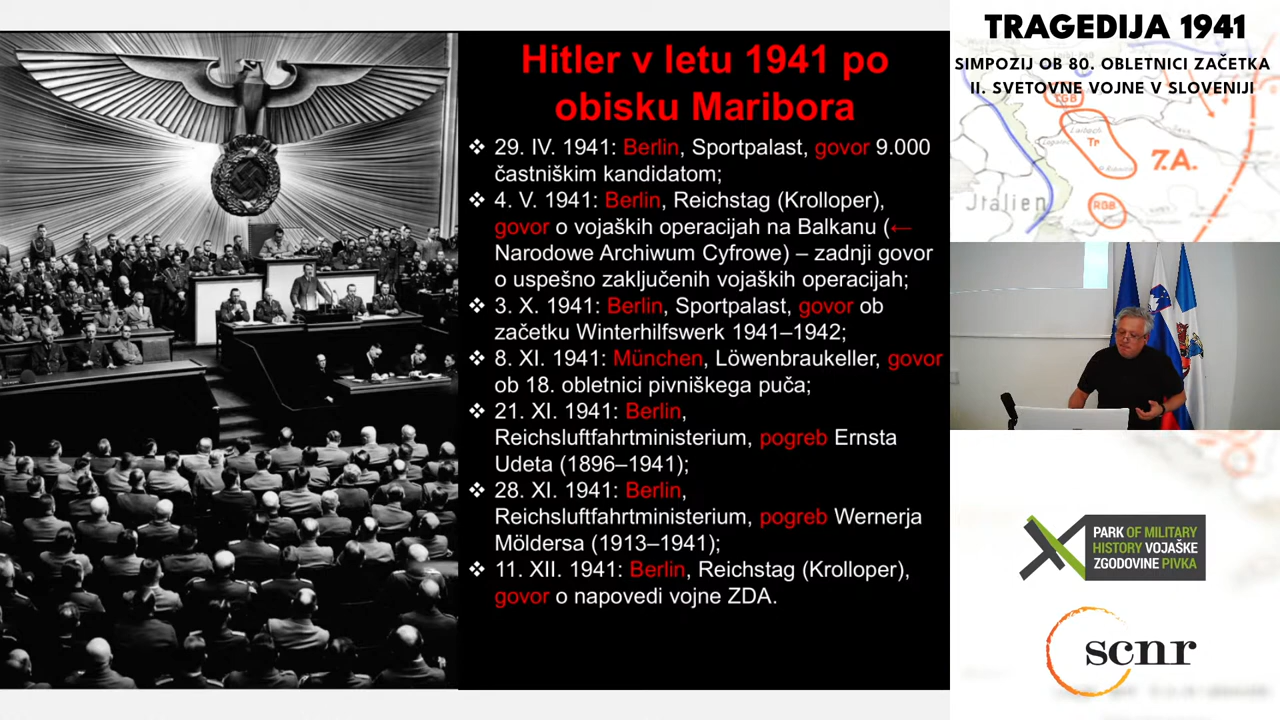 Hitler v letu 1941 po
obisku Maribora
❖ 29. IV. 1941: Berlin, Sportpalast, govor 9.000
častniškim kandidatom;
❖ 4. V. 1941: Berlin, Reichstag (Krolloper),
govor o vojaških operacijah na Balkanu (←
Narodowe Archiwum Cyfrowe) – zadnji govor
o uspešno zaključenih vojaških operacijah;
❖ 3. X. 1941: Berlin, Sportpalast, govor ob
začetku Winterhilfswerk 1941–1942;
❖ 8. XI. 1941: München, Löwenbraukeller, govor
ob 18. obletnici pivniškega puča;
❖ 21. XI. 1941: Berlin,
Reichsluftfahrtministerium, pogreb Ernsta
Udeta (1896–1941);
❖ 28. XI. 1941: Berlin,
Reichsluftfahrtministerium, pogreb Wernerja
Möldersa (1913–1941);
❖ 11. XII. 1941: Berlin, Reichstag (Krolloper),
govor o napovedi vojne ZDA.
TRAGEDIJA 1941
SIMPOZIJ OB 80. OBLETNICI ZAČETKA
II. SVETOVNE VOJNE V SLOVENIJI
TGB
Laibach
Tr
7.A.
Italien
RGB
PARK OF MILITARY
HISTORY VOJAŠKE
ZGODOVINE PIVKA
scnr